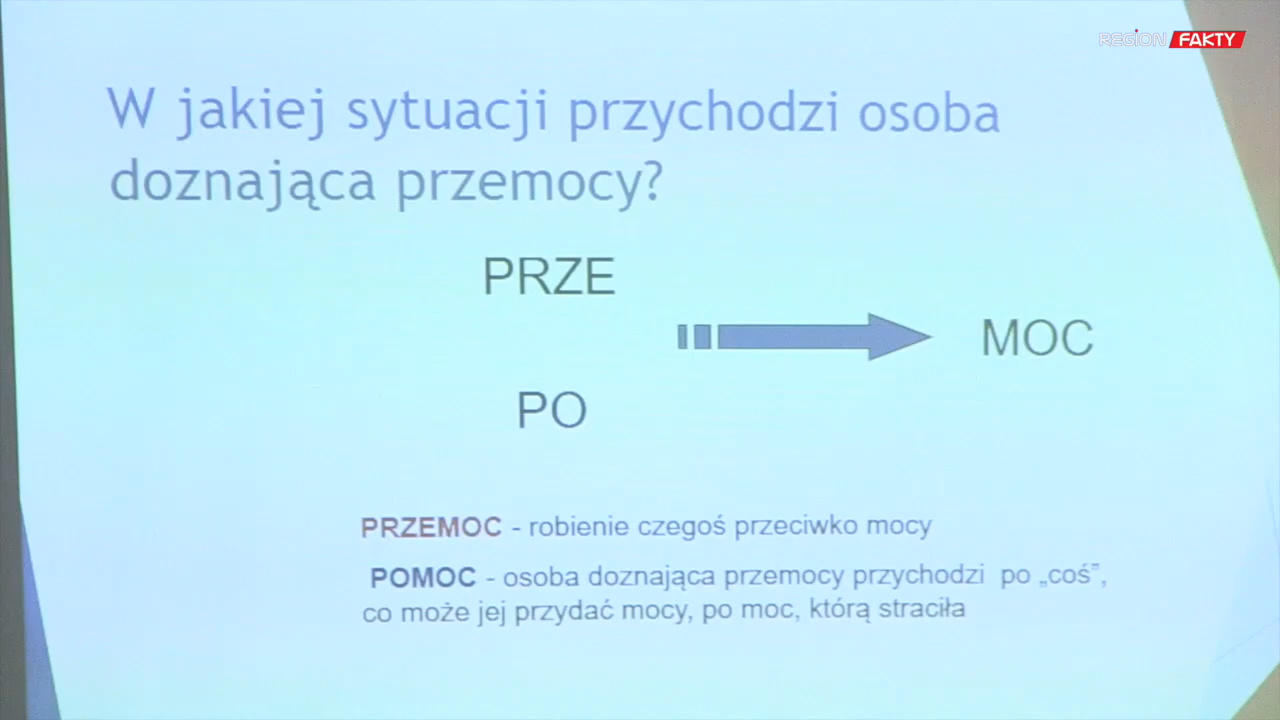 REGION FAKTY
W jakiej sytuacji przychodzi osoba
doznająca przemocy?
PRZE
MOC
PO
PRZEMOC - robienie czegoś przeciwko mocy
POMOC - osoba doznająca przemocy przychodzi po „coś”,
co może jej przydać mocy, po moc, którą straciła